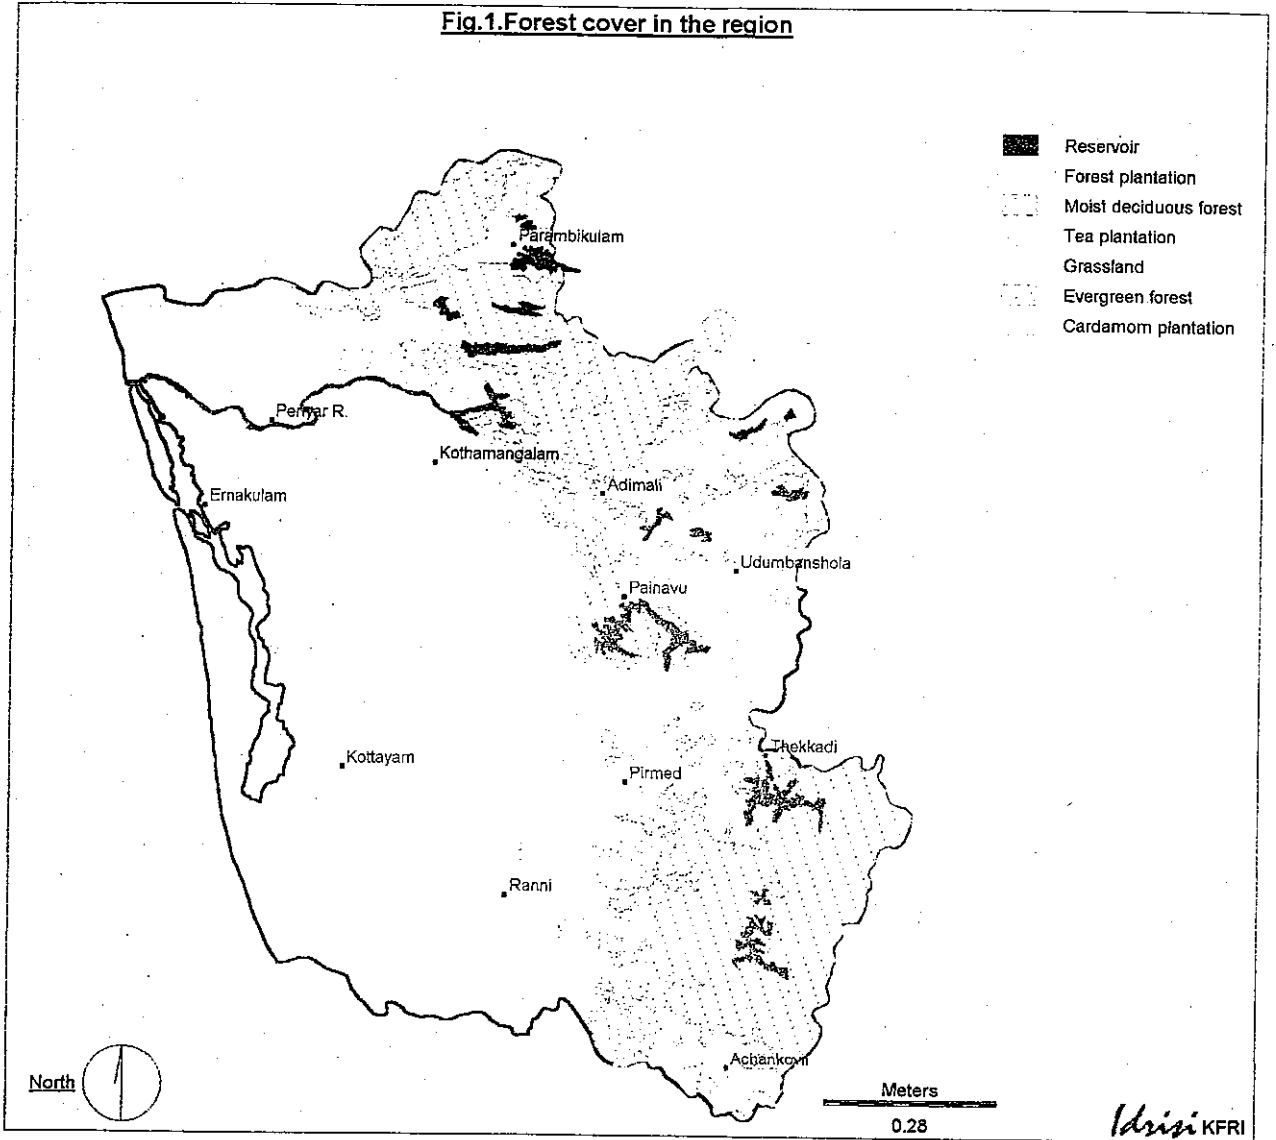 Fig.1.Forest cover in the region
Reservoir
Forest plantation
Moist deciduous forest
Tea plantation
Grassland
Evergreen forest
Cardamom plantation
Parambikulam
Periyar R.
Kothamangalam
Adimali
Ernakulam
Udumbanshola
Painavu
Thekkadi
Kottayam
Pirmed
Ranni
Achankovil
North
Meters
0.28
Idrisi KFRI